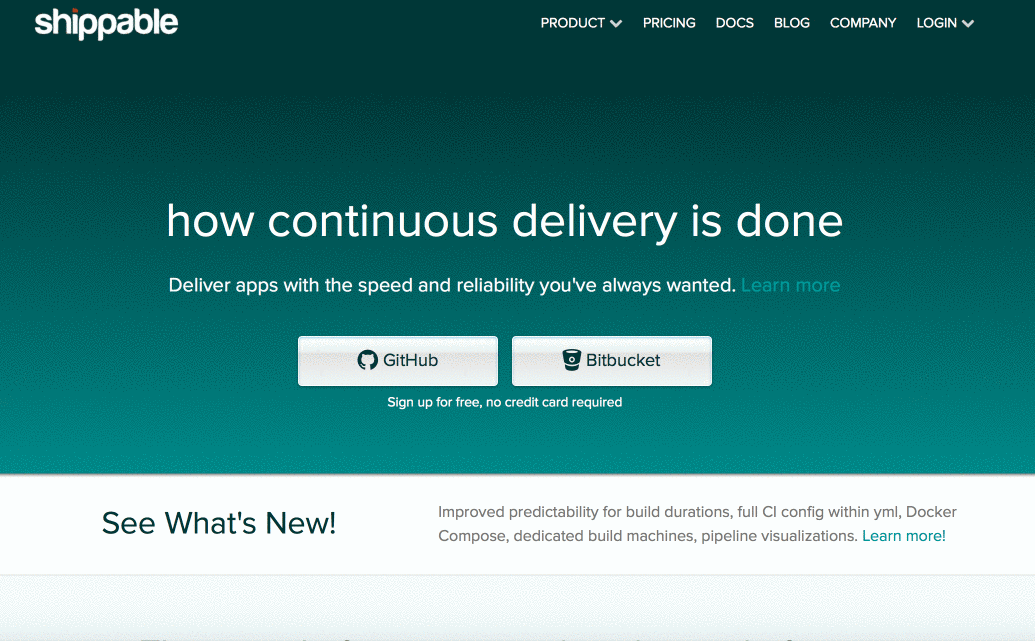 shippable
PRODUCT PRICING DOCS BLOG COMPANY LOGIN
how continuous delivery is done
Deliver apps with the speed and reliability you've always wanted. Learn more
GitHub Bitbucket
Sign up for free, no credit card required
See What's New!
Improved predictability for build durations, full CI config within yml, Docker
Compose, dedicated build machines, pipeline visualizations. Learn more!